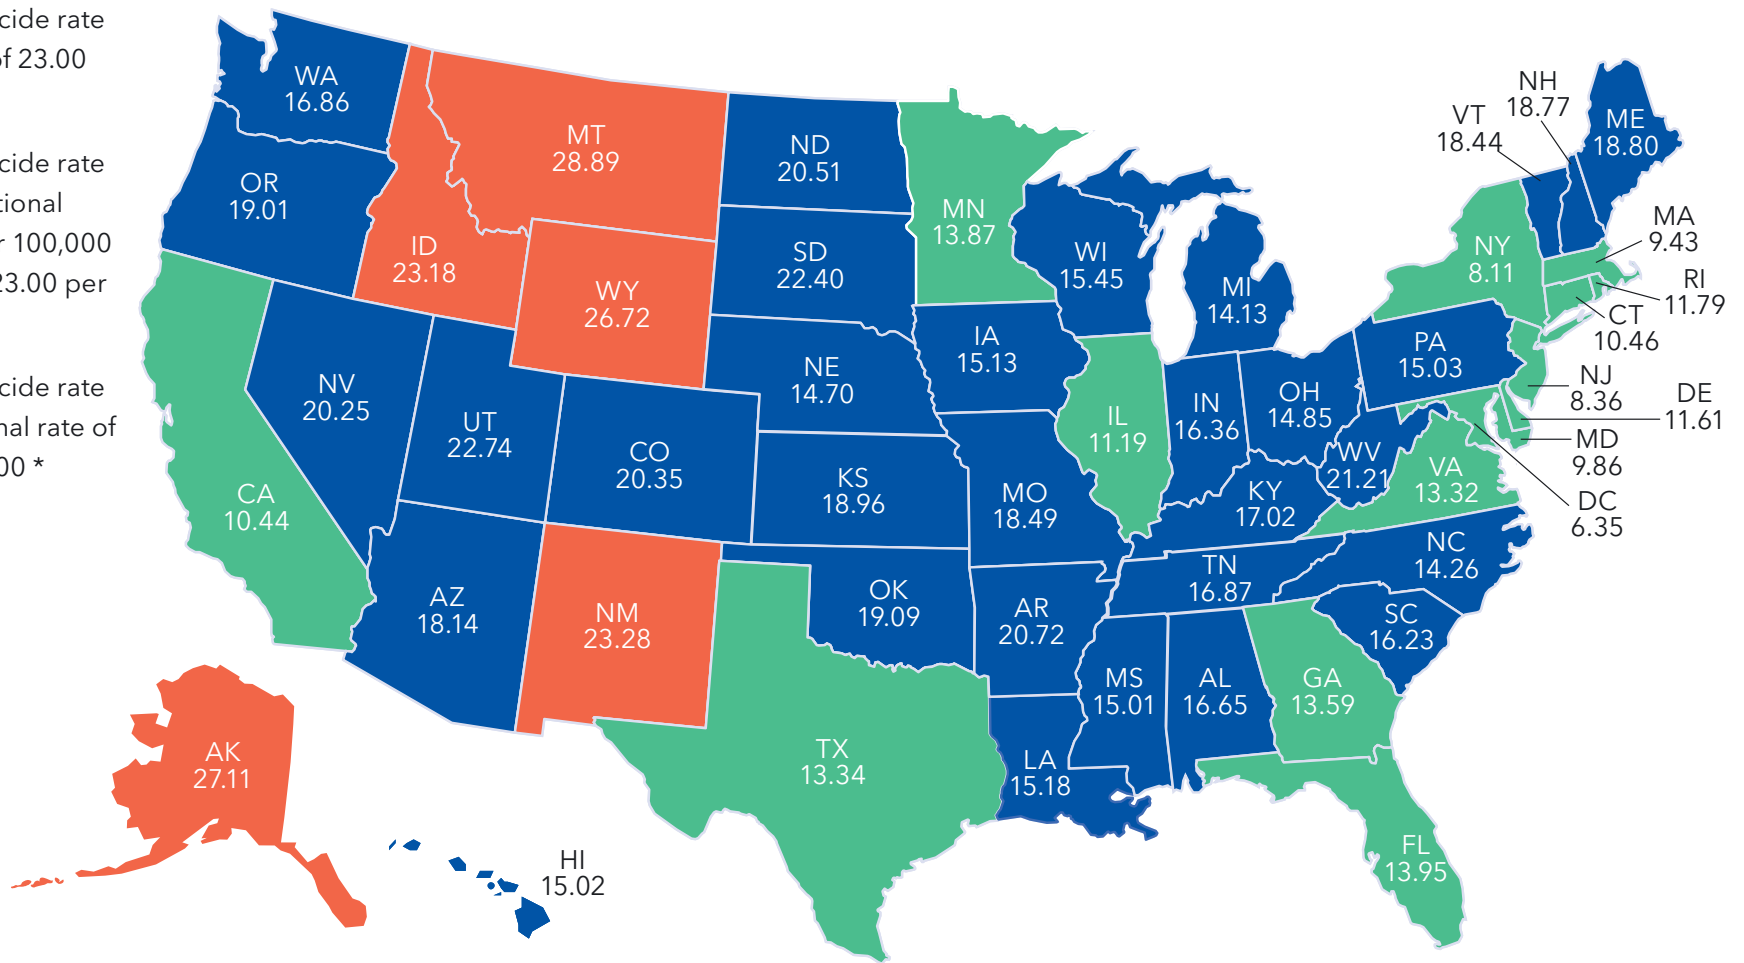 cide rate
of 23.00
cide rate
tional
r 100,000
23.00 per
cide rate
nal rate of
00 *
WA
16.86
OR
19.01
MT
28.89
ID
23.18
WY
26.72
ND
20.51
SD
22.40
NE
14.70
MN
13.87
WI
15.45
MI
14.13
IA
15.13
NV
20.25
UT
22.74
CO
20.35
KS
18.96
MO
18.49
IL
11.19
IN
16.36
OH
14.85
PA
15.03
WV
21.21
KY
17.02
VA
13.32
CA
10.44
AZ
18.14
NM
23.28
OK
19.09
AR
20.72
TN
16.87
NC
14.26
SC
16.23
MS
15.01
AL
16.65
GA
13.59
TX
13.34
LA
15.18
FL
13.95
AK
27.11
HI
15.02
NH
18.77
VT
18.44
ME
18.80
NY
8.11
MA
9.43
RI
11.79
CT
10.46
NJ
8.36
DE
11.61
MD
9.86
DC
6.35